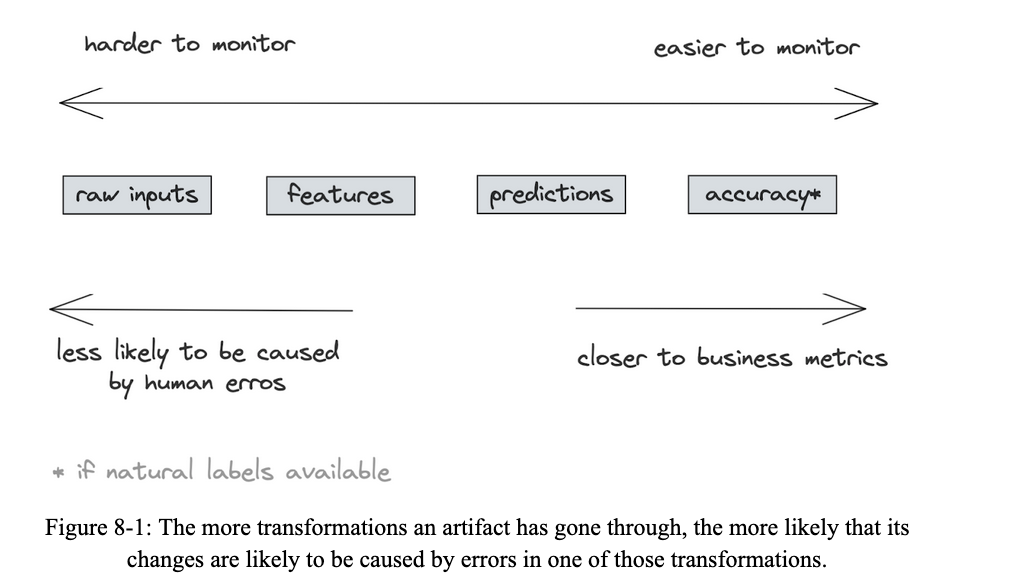 harder to monitor
easier to monitor
raw inputs
features
predictions
accuracy*
less likely to be caused
by human erros
closer to business metrics
* if natural labels available
Figure 8-1: The more transformations an artifact has gone through, the more likely that its
changes are likely to be caused by errors in one of those transformations.